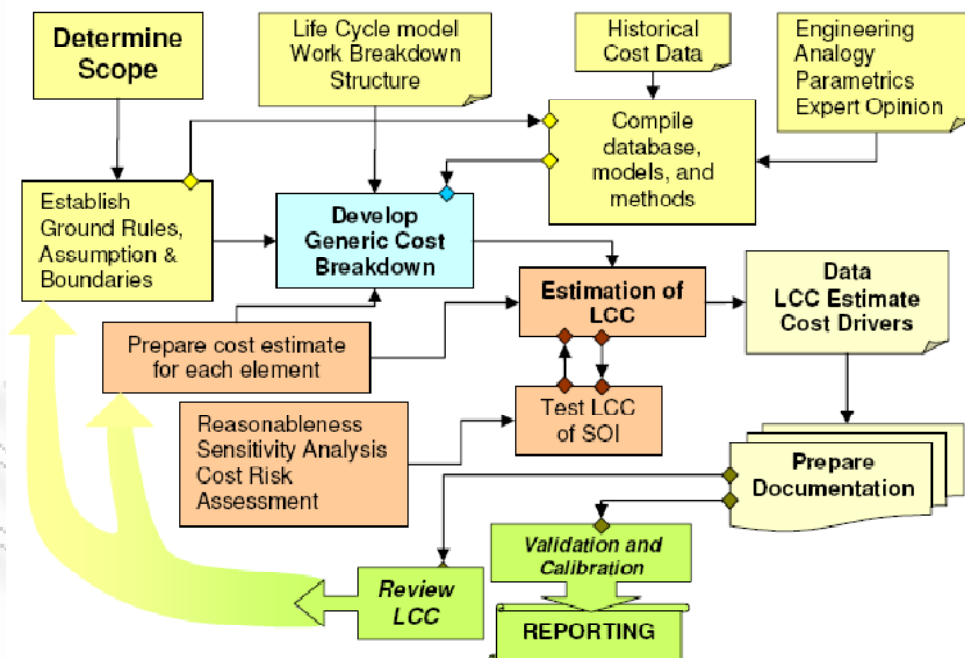 Determine
Scope
Life Cycle model
Work Breakdown
Structure
Historical
Cost Data
Engineering
Analogy
Parametrics
Expert Opinion
Compile
database,
models, and
methods
Establish
Ground Rules,
Assumption &
Boundaries
Develop
Generic Cost
Breakdown
Estimation of
LCC
Data
LCC Estimate
Cost Drivers
Prepare cost estimate
for each element
Reasonableness
Sensitivity Analysis
Cost Risk
Assessment
Test LCC
of SOI
Prepare
Documentation
Validation and
Calibration
Review
LCC
REPORTING